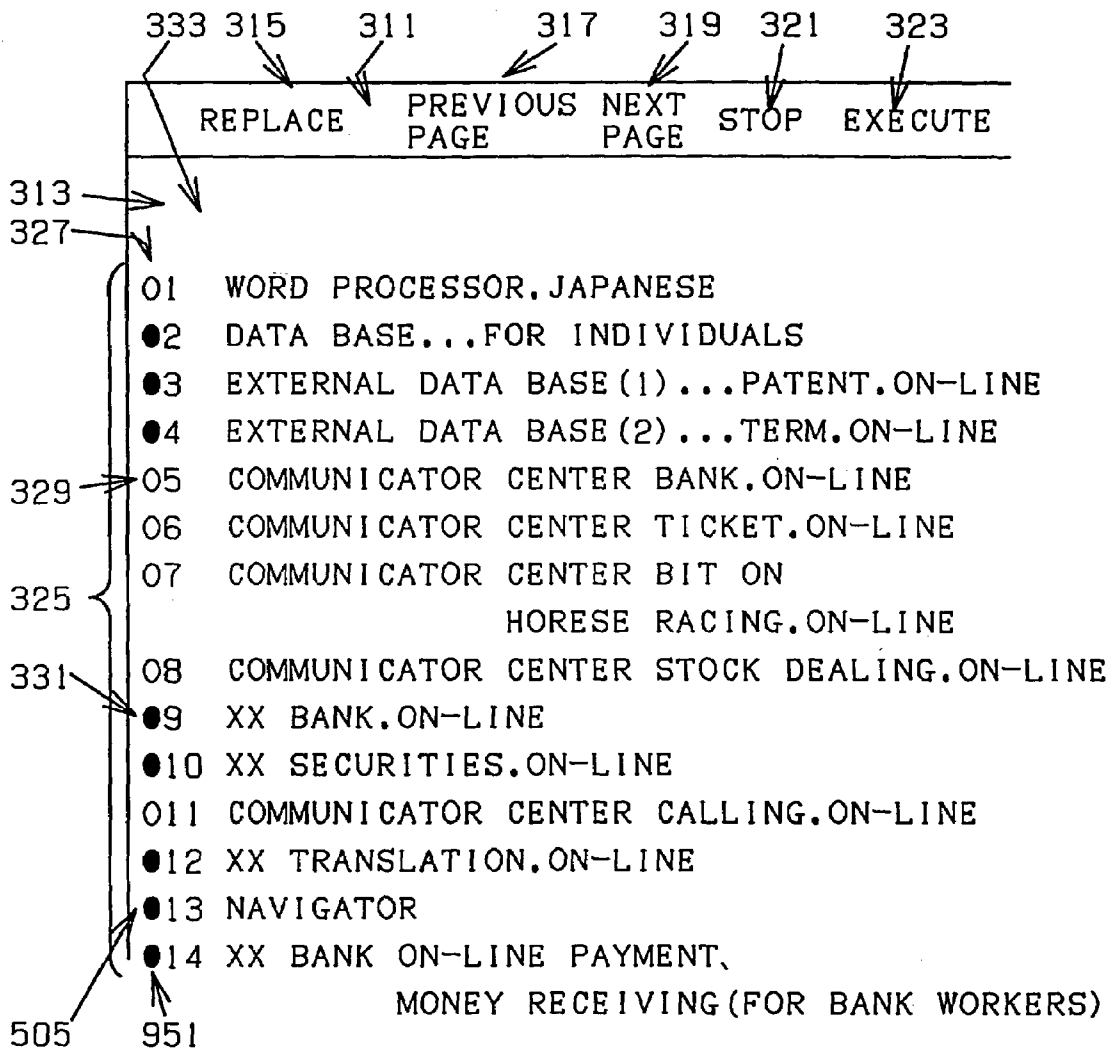 333 315 311 317 319 321 323
REPLACE PREVIOUS PAGE NEXT PAGE STOP EXECUTE
313
327
01 WORD PROCESSOR.JAPANESE
●2 DATA BASE...FOR INDIVIDUALS
●3 EXTERNAL DATA BASE(1)...PATENT.ON-LINE
●4 EXTERNAL DATA BASE(2)...TERM.ON-LINE
329 05 COMMUNICATOR CENTER BANK.ON-LINE
06 COMMUNICATOR CENTER TICKET.ON-LINE
07 COMMUNICATOR CENTER BIT ON
325
HORESE RACING.ON-LINE
08 COMMUNICATOR CENTER STOCK DEALING.ON-LINE
331
●9 XX BANK.ON-LINE
●10 XX SECURITIES.ON-LINE
011 COMMUNICATOR CENTER CALLING.ON-LINE
●12 XX TRANSLATION.ON-LINE
●13 NAVIGATOR
●14 XX BANK ON-LINE PAYMENT、
MONEY RECEIVING(FOR BANK WORKERS)
505 951